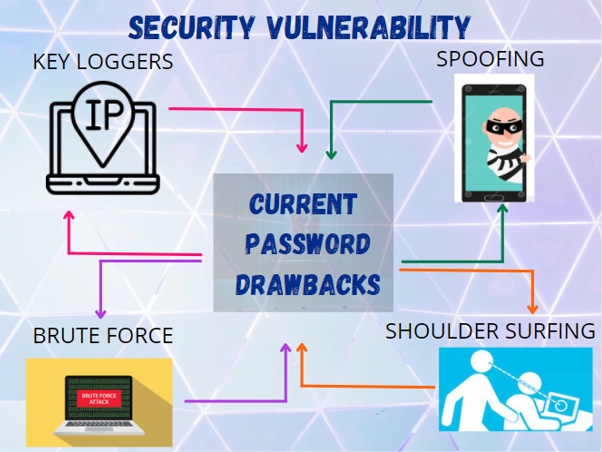 SECURITY VULNERABILITY
KEY LOGGERS
SPOOFING
IP
CURRENT
PASSWORD
DRAWBACKS
BRUTE FORCE
SHOULDER SURFING
BRUTE FORCE
ATTACK